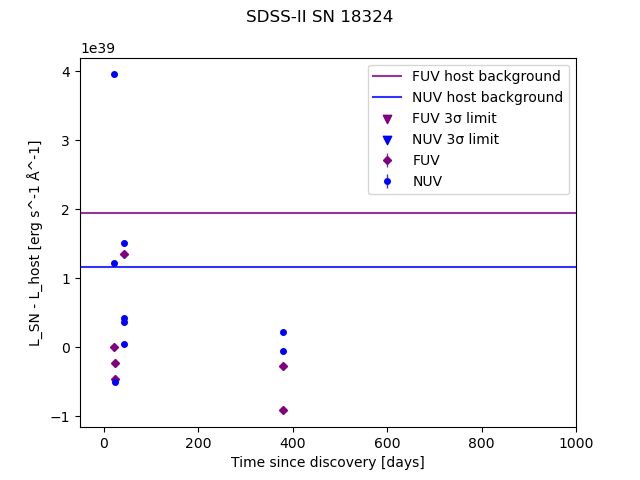 SDSS-II SN 18324
1e39
4
3
2
1
0
−1
L_SN - L_host [erg s^-1 Å^-1]
FUV host background
NUV host background
FUV 3σ limit
NUV 3σ limit
FUV
NUV
0 200 400 600 800 1000
Time since discovery [days]